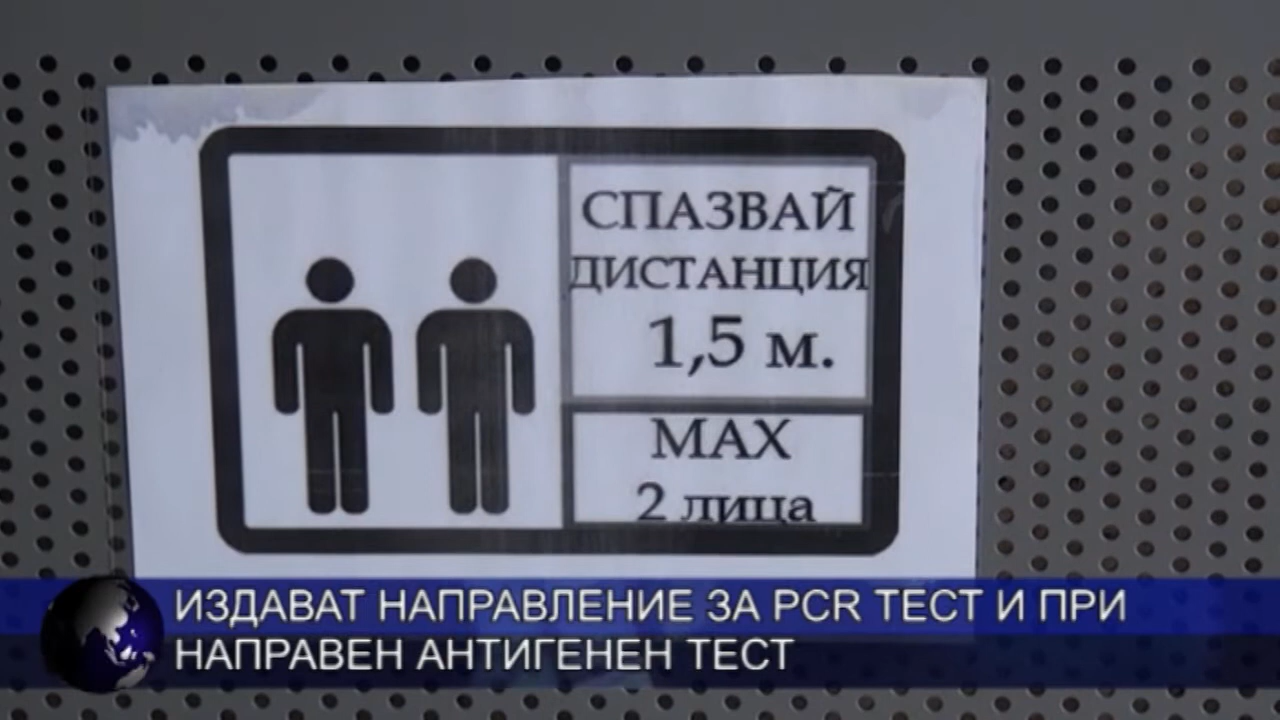 СПАЗВАЙ
ДИСТАНЦИЯ
1,5 м.
MAX
2 лица
ИЗДАВАТ НАПРАВЛЕНИЕ ЗА PCR ТЕСТ И ПРИ
НАПРАВЕН АНТИГЕНЕН ТЕСТ